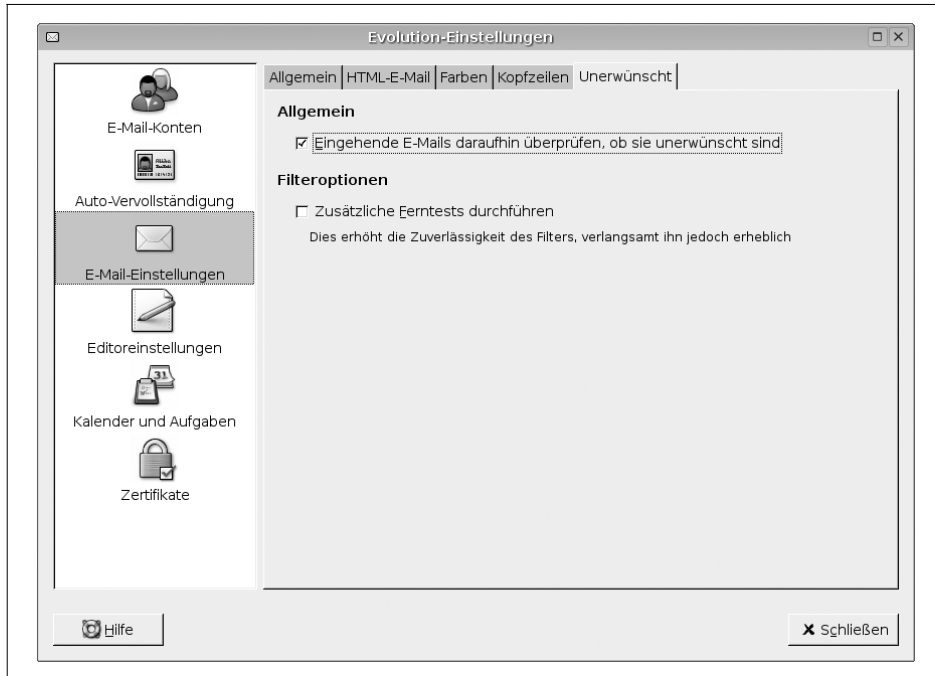 Evolution-Einstellungen
E-Mail-Konten
Auto-Vervollständigung
E-Mail-Einstellungen
Editoreinstellungen
31
Kalender und Aufgaben
Zertifikate
Allgemein HTML-E-Mail Farben Kopfzeilen Unerwünscht
Allgemein
Eingehende E-Mails daraufhin überprüfen, ob sie unerwünscht sind
Filteroptionen
Zusätzliche Ferntests durchführen
Dies erhöht die Zuverlässigkeit des Filters, verlangsamt ihn jedoch erheblich
Hilfe
Schließen